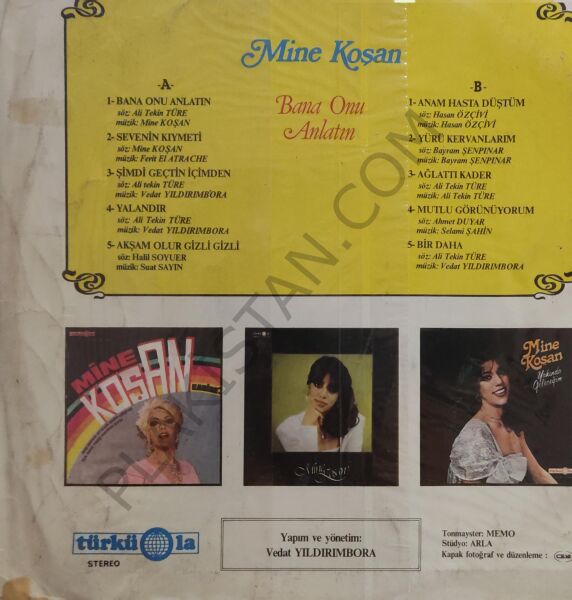 Mine Koşan
Bana Onu
Anlatın
-A-
1- BANA ONU ANLATIN
söz: Ali Tekin TÜRE
müzik: Mine KOŞAN
2- SEVENİN KIYMETİ
söz: Mine KOŞAN
müzik: Ferit El ATRACHE
3- ŞİMDİ GEÇTİN İÇİMDEN
söz: Ali tekin TÜRE
müzik: Vedat YILDIRIMBORA
4- YALANDIR
söz: Ali Tekin TÜRE
müzik: Vedat YILDIRIMBORA
5- AKŞAM OLUR GİZLİ GİZLİ
söz: Halil SOYUER
müzik: Suat SAYIN
-B-
1- ANAM HASTA DÜŞTÜM
söz: Hasan ÖZÇİVİ
müzik: Hasan ÖZÇİVİ
2- YÜRÜ KERVANLARIM
söz: Bayram ŞENPINAR
müzik: Bayram ŞENPINAR
3- AĞLATTI KADER
söz: Ali Tekin TÜRE
müzik: Ali Tekin TÜRE
4- MUTLU GÖRÜNÜYORUM
söz: Ahmet DUYAR
müzik: Selami ŞAHİN
5- BİR DAHA
söz: Ali Tekin TÜRE
müzik: Vedat YILDIRIMBORA
MİNE
KOŞAN
Mine
Koşan
Yakında
Geleceğim
türkü la
STEREO
Yapım ve yönetim:
Vedat YILDIRIMBORA
Tonmayster: MEMO
Stüdyo: ARLA
Kapak fotoğraf ve düzenleme :
PLAKISTAN.COM